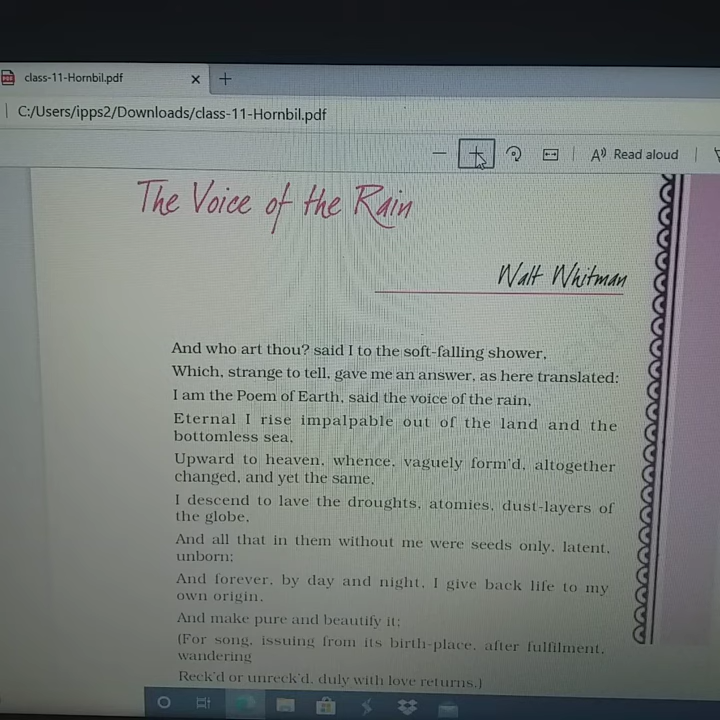 class-11-Hornbil.pdf
C:/Users/ipps2/Downloads/class-11-Hornbil.pdf
Read aloud
The Voice of the Rain
Walt Whitman
And who art thou? said I to the soft-falling shower,
Which, strange to tell, gave me an answer, as here translated:
I am the Poem of Earth, said the voice of the rain,
Eternal I rise impalpable out of the land and the
bottomless sea,
Upward to heaven, whence, vaguely form'd, altogether
changed, and yet the same,
I descend to lave the droughts, atomies, dust-layers of
the globe,
And all that in them without me were seeds only, latent,
unborn;
And forever, by day and night, I give back life to my
own origin,
And make pure and beautify it;
(For song, issuing from its birth-place, after fulfilment,
wandering
Reck'd or unreck'd, duly with love returns.)